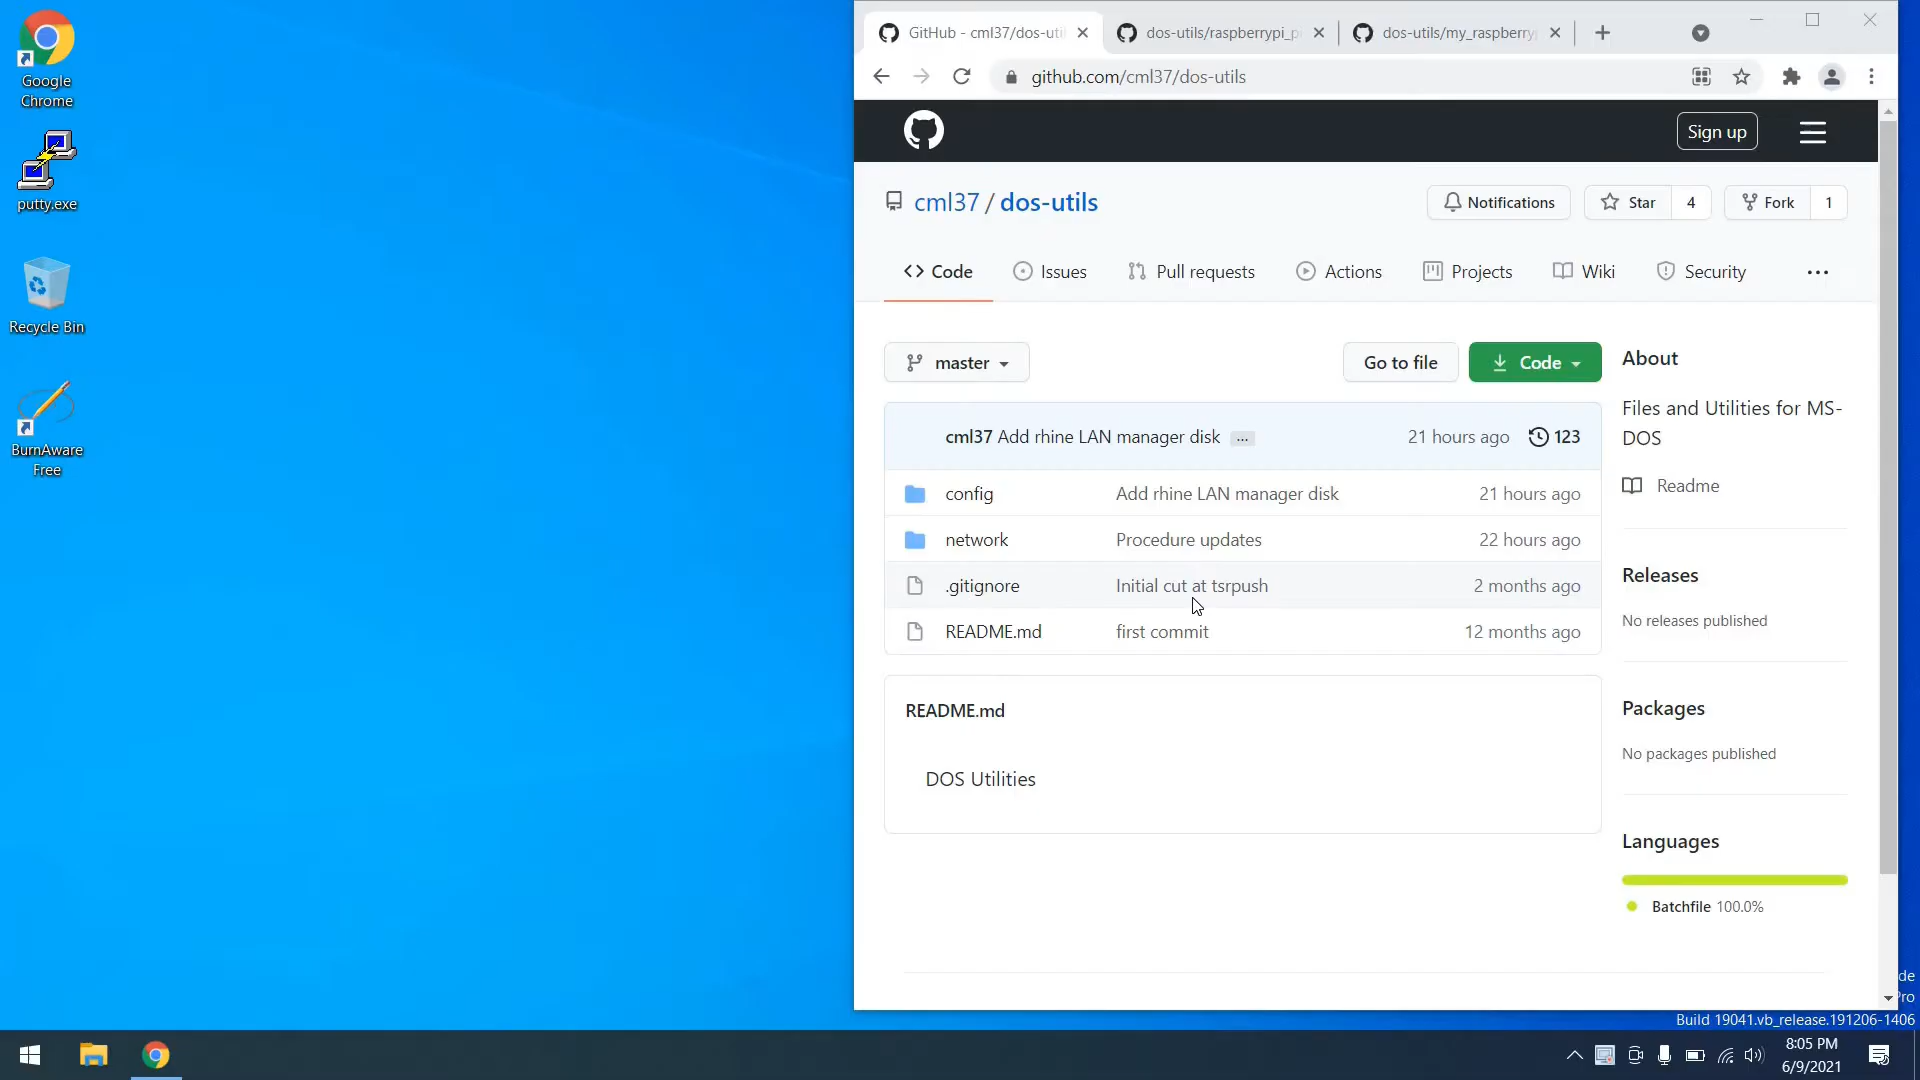 Google
Chrome
putty.exe
Recycle Bin
BurnAware
Free
GitHub - cml37/dos-uti
dos-utils/raspberrypi_p
dos-utils/my_raspberry
github.com/cml37/dos-utils
Sign up
cml37 / dos-utils
Notifications
Star 4
Fork 1
Code
Issues
Pull requests
Actions
Projects
Wiki
Security
master
Go to file
Code
cml37 Add rhine LAN manager disk ... 21 hours ago 123
config Add rhine LAN manager disk 21 hours ago
network Procedure updates 22 hours ago
.gitignore Initial cut at tsrpush 2 months ago
README.md first commit 12 months ago
README.md
DOS Utilities
About
Files and Utilities for MS-
DOS
Readme
Releases
No releases published
Packages
No packages published
Languages
Batchfile 100.0%
de
Pro
Build 19041.vb_release.191206-1406
8:05 PM
6/9/2021